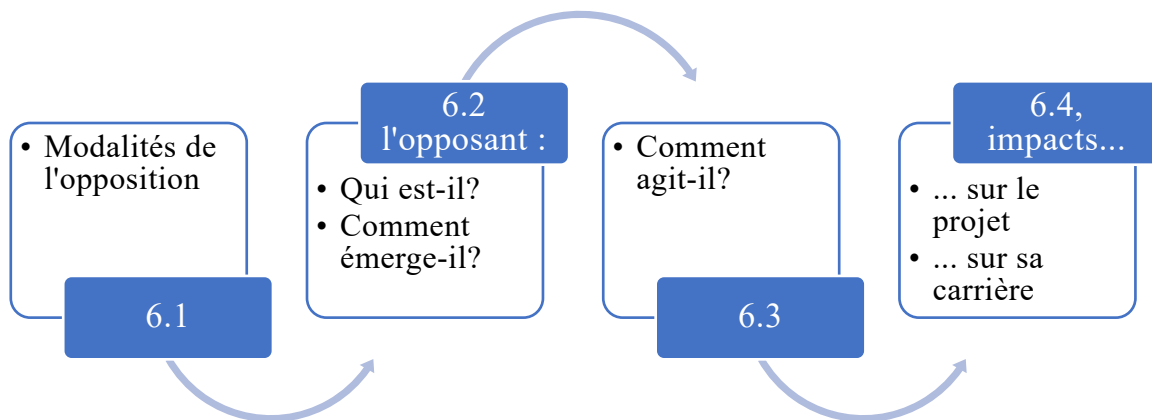 • Modalités de
l'opposition
6.1
6.2
l'opposant :
• Qui est-il?
• Comment
émerge-il?
• Comment
agit-il?
6.3
6.4,
impacts...
• ... sur le
projet
• ... sur sa
carrière